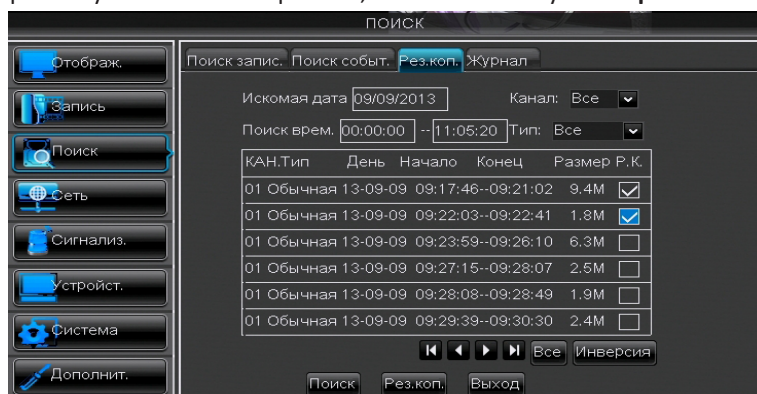 ПОИСК
Отображ.
Запись
Поиск
Сеть
Сигнализ.
Устройст.
Система
Дополнит.
Поиск запис. Поиск событ. Рез.коп. Журнал
Искомая дата 09/09/2013 Канал: Все
Поиск врем. 00:00:00 -- 11:05:20 Тип: Все
КАН.Тип День Начало Конец Размер Р.К.
01 Обычная 13-09-09 09:17:46--09:21:02 9.4M
01 Обычная 13-09-09 09:22:03--09:22:41 1.8M
01 Обычная 13-09-09 09:23:59--09:26:10 6.3M
01 Обычная 13-09-09 09:27:15--09:28:07 2.5M
01 Обычная 13-09-09 09:28:08--09:28:49 1.9M
01 Обычная 13-09-09 09:29:39--09:30:30 2.4M
Все Инверсия
Поиск Рез.коп. Выход